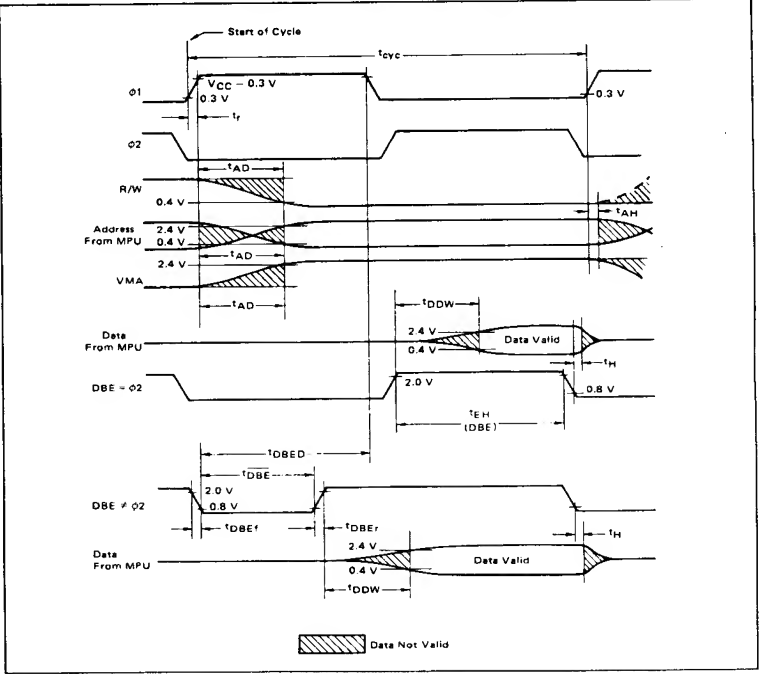 Start of Cycle
tcyc
VCC – 0.3 V
0.3 V
0.3 V
ϕ1
tr
ϕ2
tAD
R/W
0.4 V
tAH
Address
From MPU
2.4 V
0.4 V
tAD
2.4 V
VMA
tAD
tDDW
Data
From MPU
2.4 V
0.4 V
Data Valid
tH
DBE = ϕ2
2.0 V
0.8 V
tEH
(DBE)
tDBED
tD̅B̅E̅
DBE ≠ ϕ2
2.0 V
0.8 V
tDBEf
tDBEr
tH
Data
From MPU
2.4 V
0.4 V
Data Valid
tDDW
Data Not Valid